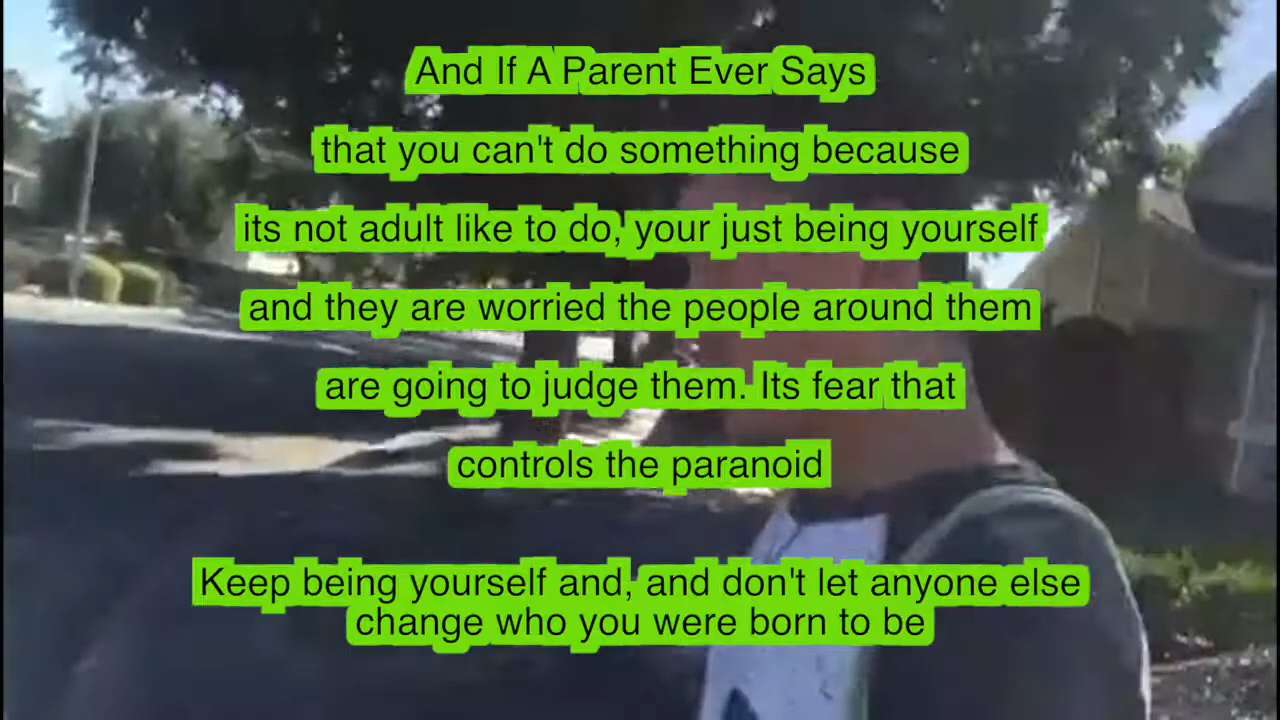 And If A Parent Ever Says
that you can't do something because
its not adult like to do, your just being yourself
and they are worried the people around them
are going to judge them. Its fear that
controls the paranoid
Keep being yourself and, and don't let anyone else
change who you were born to be